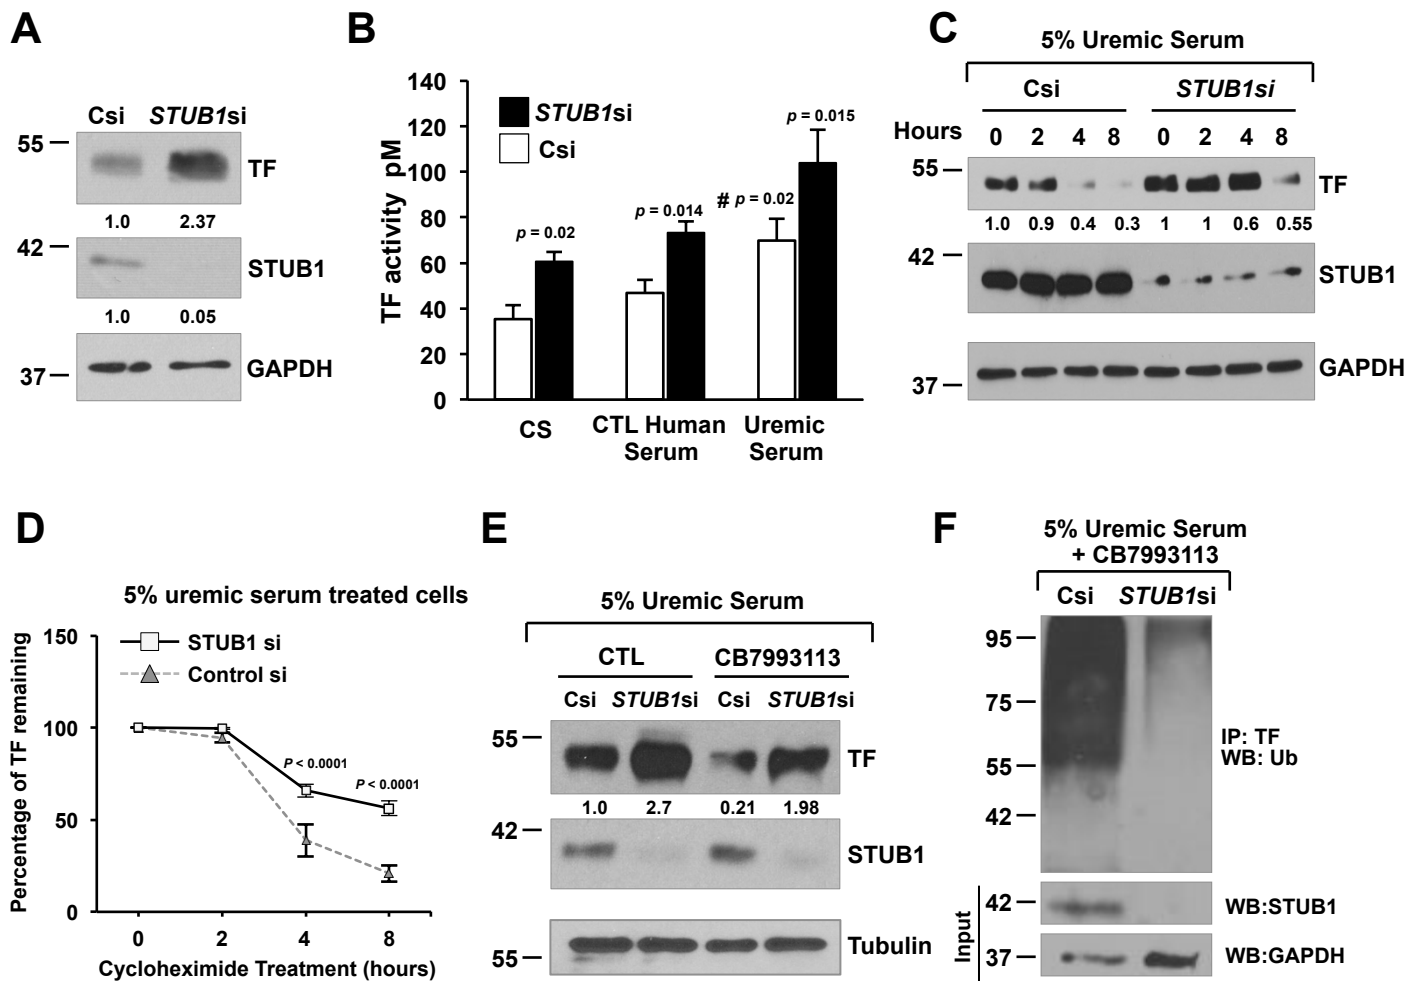 A
Csi STUB1si
55
TF
1.0 2.37
42
STUB1
1.0 0.05
37
GAPDH
B
140
120
100
80
60
40
20
0
TF activity pM
STUB1si
Csi
p = 0.02
p = 0.014
# p = 0.02
p = 0.015
CS
CTL Human
Serum
Uremic
Serum
C
5% Uremic Serum
Csi STUB1si
Hours 0 2 4 8 0 2 4 8
55
TF
1.0 0.9 0.4 0.3 1 1 0.6 0.55
42
STUB1
37
GAPDH
D
5% uremic serum treated cells
150
100
50
0
Percentage of TF remaining
STUB1 si
Control si
P < 0.0001
P < 0.0001
0 2 4 8
Cycloheximide Treatment (hours)
E
5% Uremic Serum
CTL CB7993113
Csi STUB1si Csi STUB1si
55
TF
1.0 2.7 0.21 1.98
42
STUB1
55
Tubulin
F
5% Uremic Serum
+ CB7993113
Csi STUB1si
95
75
55
42
IP: TF
WB: Ub
Input
42
WB:STUB1
37
WB:GAPDH